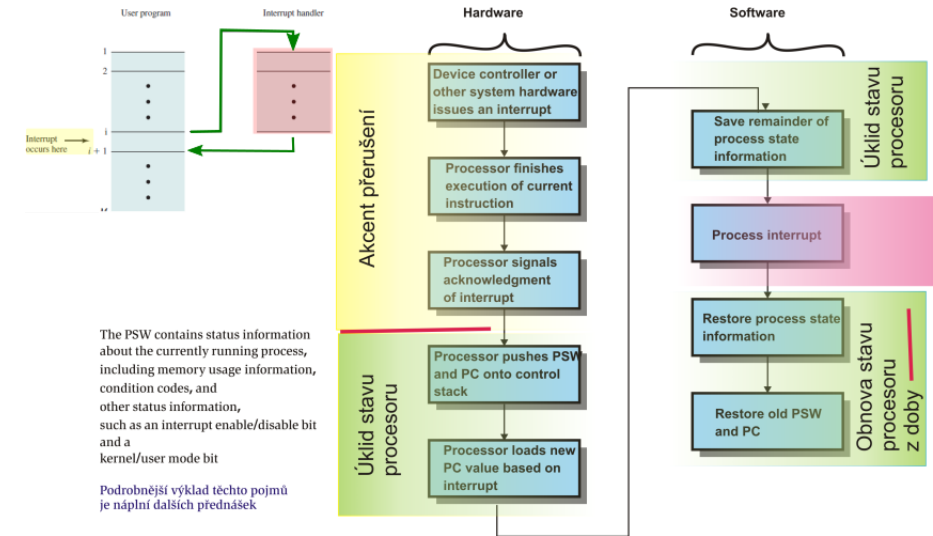 User program
Interrupt handler
1
2
i
i + 1
Interrupt
occurs here
The PSW contains status information
about the currently running process,
including memory usage information,
condition codes, and
other status information,
such as an interrupt enable/disable bit
and a
kernel/user mode bit
Podrobnější výklad těchto pojmů
je náplní dalších přednášek
Hardware
Akcent přerušení
Device controller or
other system hardware
issues an interrupt
Processor finishes
execution of current
instruction
Processor signals
acknowledgment
of interrupt
Úklid stavu
procesoru
Processor pushes PSW
and PC onto control
stack
Processor loads new
PC value based on
interrupt
Software
Save remainder of
process state
information
Úklid stavu
procesoru
Process interrupt
Restore process state
information
Restore old PSW
and PC
Obnova stavu
procesoru
z doby